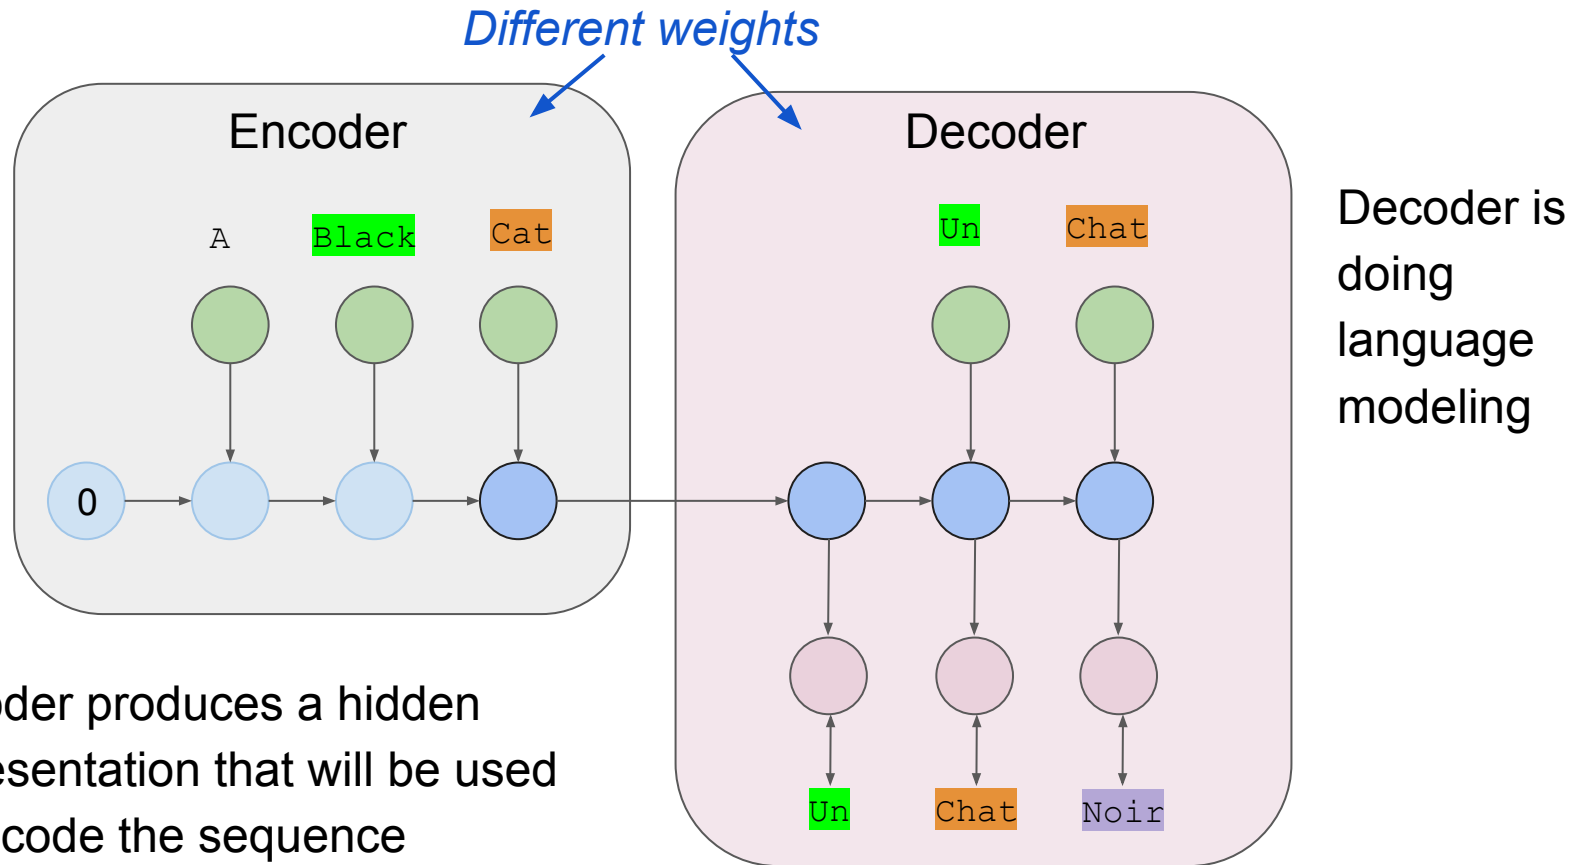 Different weights
Encoder
Decoder
A Black Cat
Un Chat
0
Un Chat Noir
Decoder is
doing
language
modeling
oder produces a hidden
esentation that will be used
code the sequence